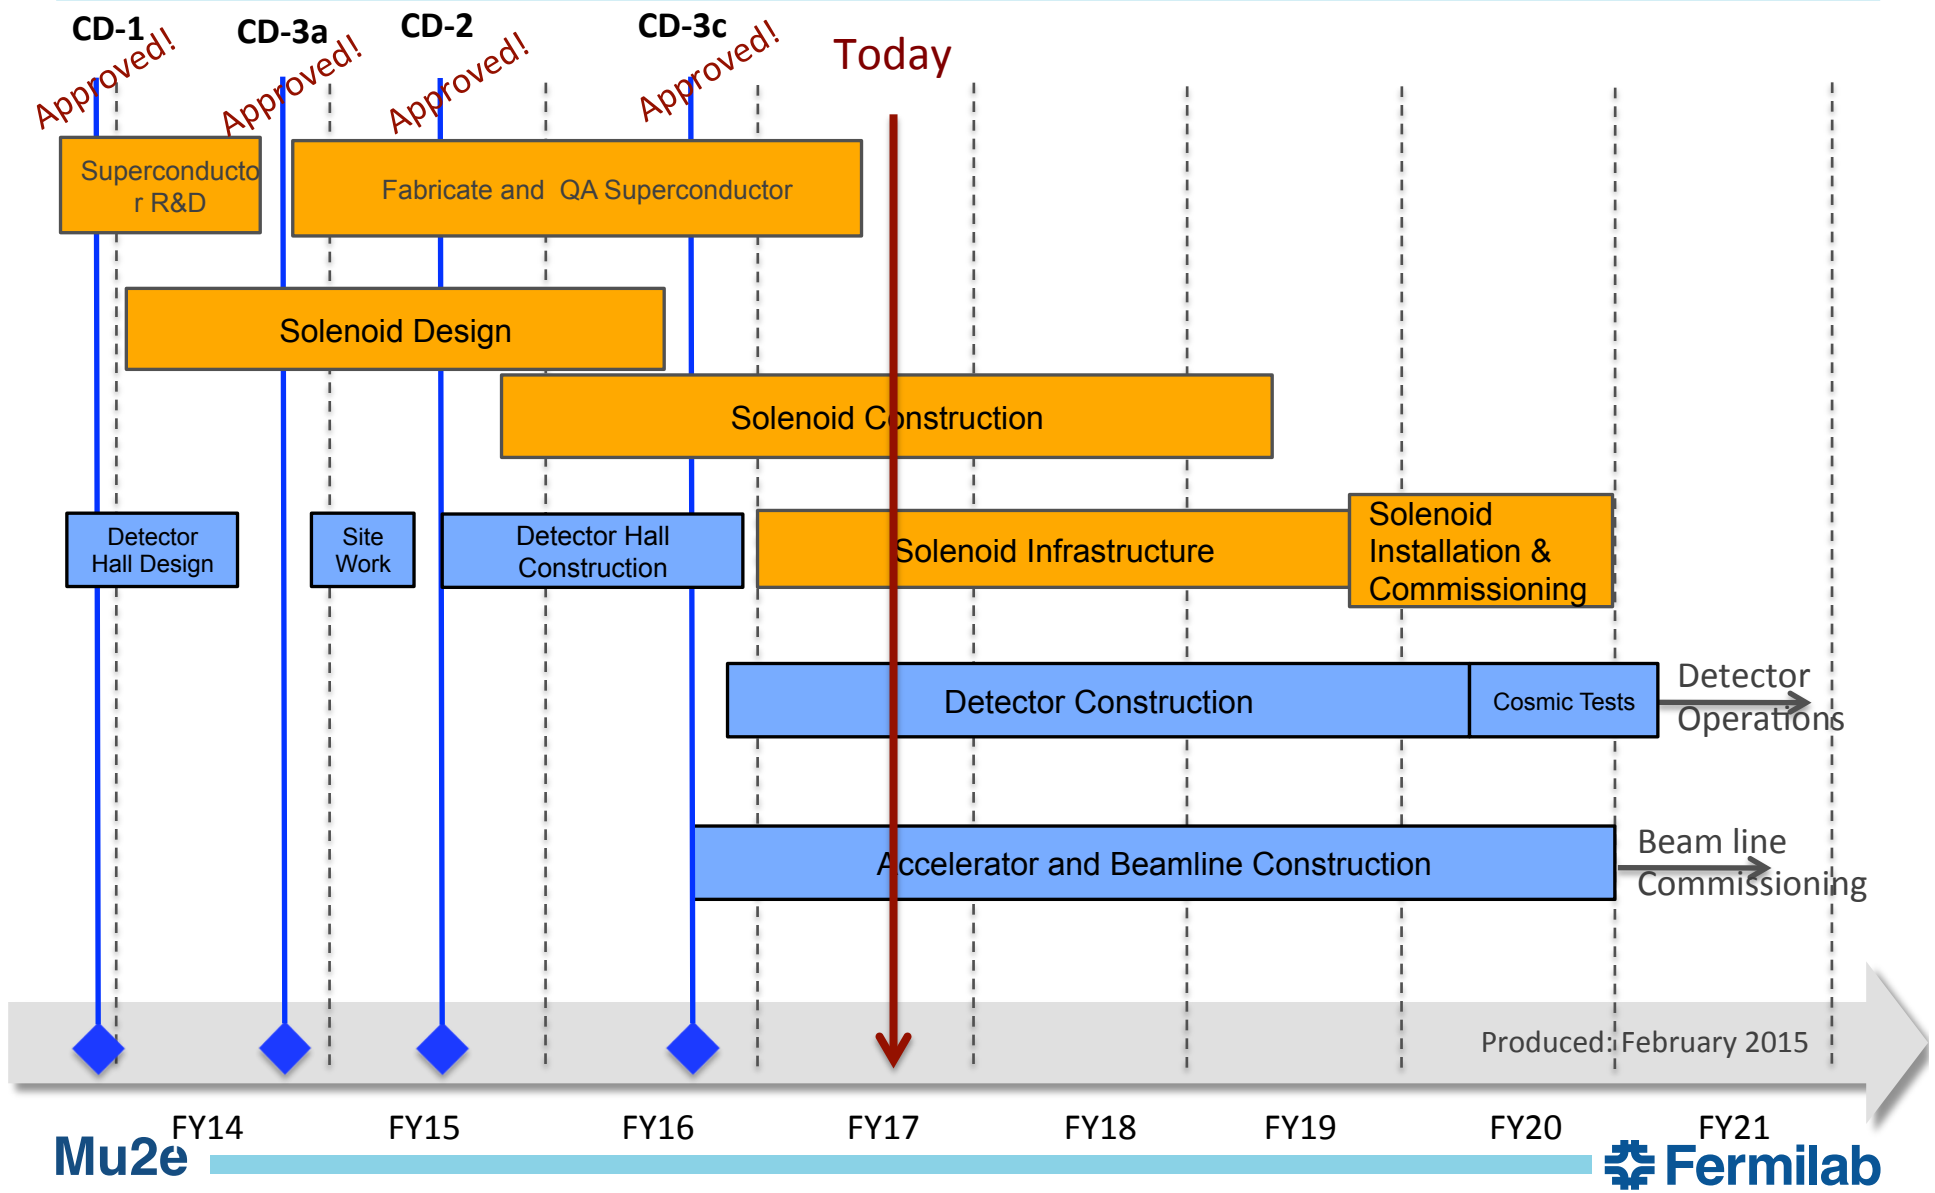 CD-1
CD-3a
CD-2
CD-3c
Approved!
Approved!
Approved!
Approved!
Today
Superconducto
r R&D
Fabricate and QA Superconductor
Solenoid Design
Solenoid Construction
Detector
Hall Design
Site
Work
Detector Hall
Construction
Solenoid Infrastructure
Solenoid
Installation &
Commissioning
Detector Construction
Cosmic Tests
Detector
Operations
Accelerator and Beamline Construction
Beam line
Commissioning
Produced: February 2015
FY14
FY15
FY16
FY17
FY18
FY19
FY20
FY21
Mu2e
Fermilab